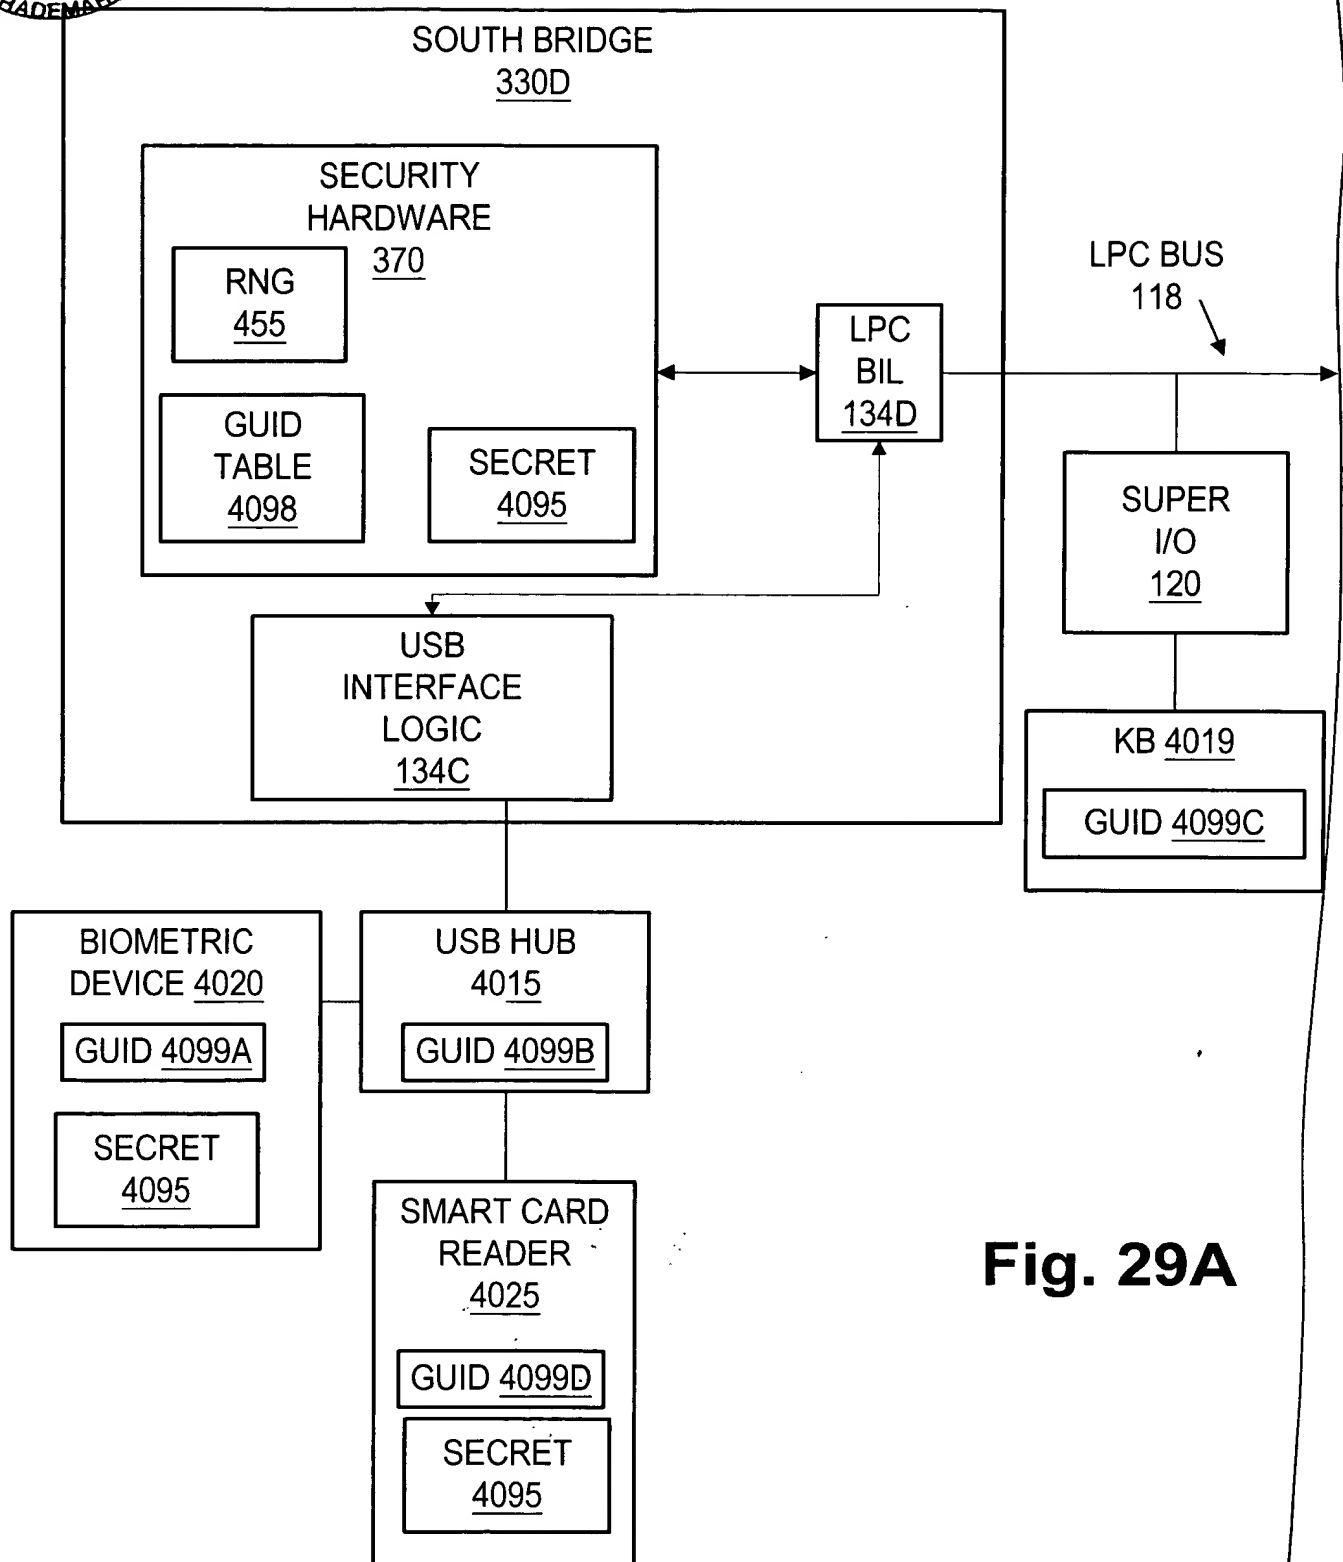 SOUTH BRIDGE
330D
SECURITY
HARDWARE
370
RNG
455
GUID
TABLE
4098
SECRET
4095
LPC
BIL
134D
LPC BUS
118
SUPER
I/O
120
KB 4019
GUID 4099C
USB
INTERFACE
LOGIC
134C
BIOMETRIC
DEVICE 4020
GUID 4099A
SECRET
4095
USB HUB
4015
GUID 4099B
SMART CARD
READER
4025
GUID 4099D
SECRET
4095
Fig. 29A